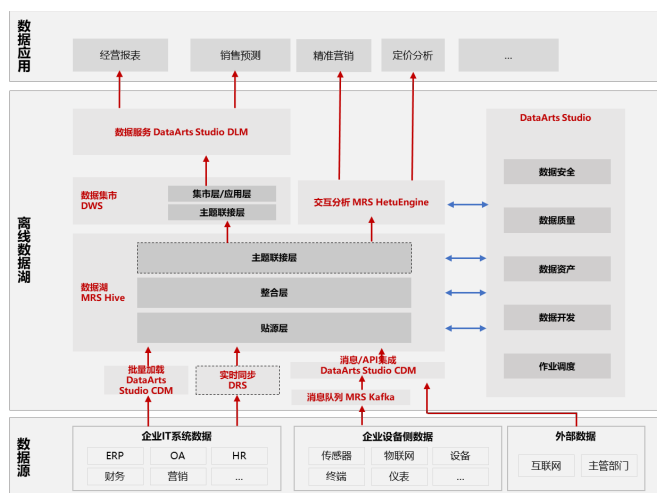 数据应用
经营报表
销售预测
精准营销
定价分析
...
离线数据湖
数据服务 DataArts Studio DLM
数据集市
DWS
集市层/应用层
主题联接层
交互分析 MRS HetuEngine
数据湖
MRS Hive
主题联接层
整合层
贴源层
批量加载
DataArts
Studio CDM
实时同步
DRS
消息/API集成
DataArts Studio CDM
消息队列 MRS Kafka
DataArts Studio
数据安全
数据质量
数据资产
数据开发
作业调度
数据源
企业IT系统数据
ERP
OA
HR
财务
营销
...
企业设备侧数据
传感器
物联网
设备
终端
仪表
...
外部数据
互联网
主管部门